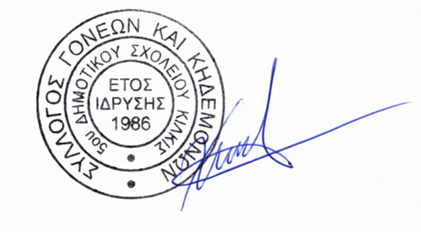 ΣΥΛΛΟΓΟΣ ΓΟΝΕΩΝ ΚΑΙ ΚΗΔΕΜΟΝΩΝ
5ου ΔΗΜΟΤΙΚΟΥ ΣΧΟΛΕΙΟΥ ΚΙΛΚΙΣ
ΕΤΟΣ
ΙΔΡΥΣΗΣ
1986